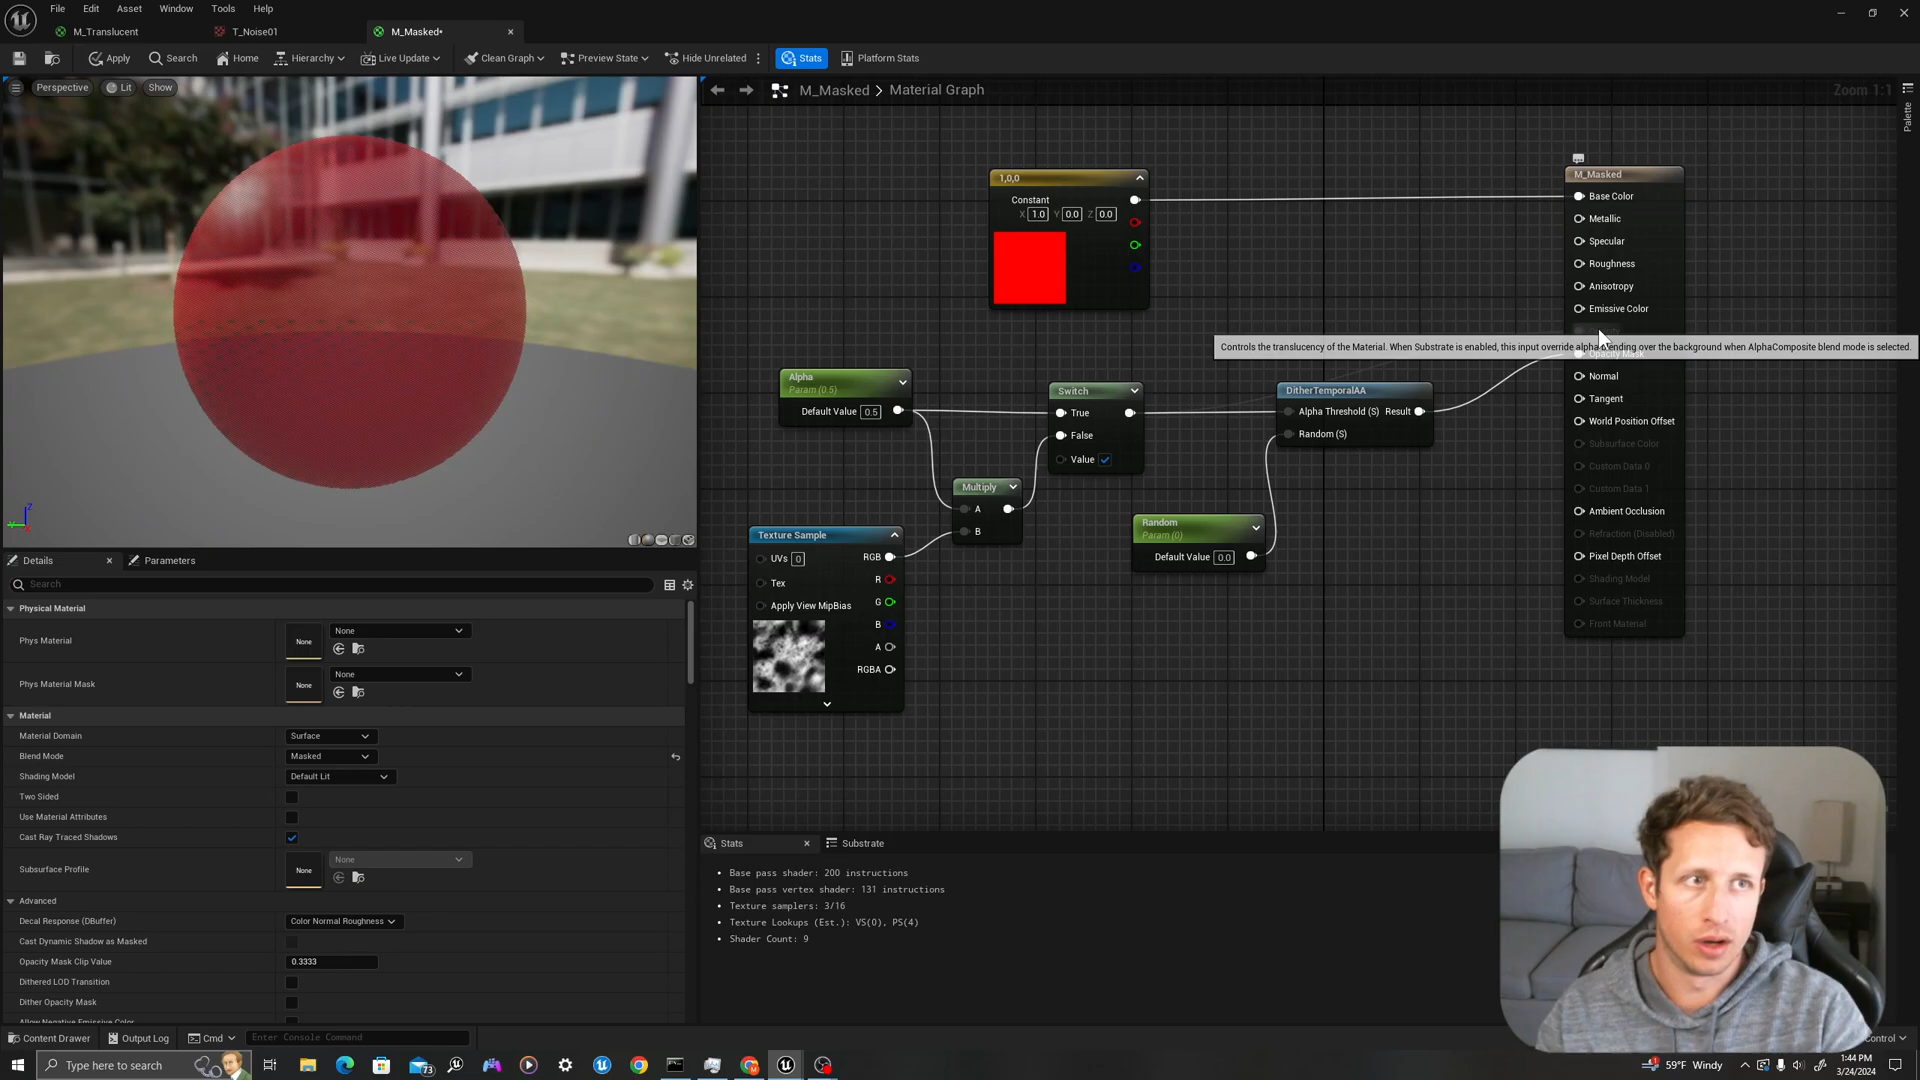 File Edit Asset Window Tools Help
M_Translucent T_Noise01 M_Masked*
Apply Search Home Hierarchy Live Update Clean Graph Preview State Hide Unrelated Stats Platform Stats
Perspective Lit Show
M_Masked > Material Graph
Zoom 1:1
Palette
1,0,0
Constant
X 1.0 Y 0.0 Z 0.0
M_Masked
Base Color
Metallic
Specular
Roughness
Anisotropy
Emissive Color
Controls the translucency of the Material. When Substrate is enabled, this input override alpha blending over the background when AlphaComposite blend mode is selected.
Opacity Mask
Normal
Tangent
World Position Offset
Subsurface Color
Custom Data 0
Custom Data 1
Ambient Occlusion
Refraction (Disabled)
Pixel Depth Offset
Shading Model
Surface Thickness
Front Material
Alpha
Param (0.5)
Default Value 0.5
Switch
True
False
Value
DitherTemporalAA
Alpha Threshold (S) Result
Random (S)
Multiply
A
B
Random
Param (0)
Default Value 0.0
Texture Sample
UVs 0 RGB
Tex R
G
Apply View MipBias
B
A
RGBA
Details Parameters
Search
Physical Material
Phys Material None None
Phys Material Mask None None
Material
Material Domain Surface
Blend Mode Masked
Shading Model Default Lit
Two Sided
Use Material Attributes
Cast Ray Traced Shadows
Subsurface Profile None None
Advanced
Decal Response (DBuffer) Color Normal Roughness
Cast Dynamic Shadow as Masked
Opacity Mask Clip Value 0.3333
Dithered LOD Transition
Dither Opacity Mask
Allow Negative Emissive Color
Stats Substrate
Base pass shader: 200 instructions
Base pass vertex shader: 131 instructions
Texture samplers: 3/16
Texture Lookups (Est.): VS(0), PS(4)
Shader Count: 9
Content Drawer Output Log Cmd Enter Console Command
Control
Type here to search
73
59°F Windy
1:44 PM
3/24/2024